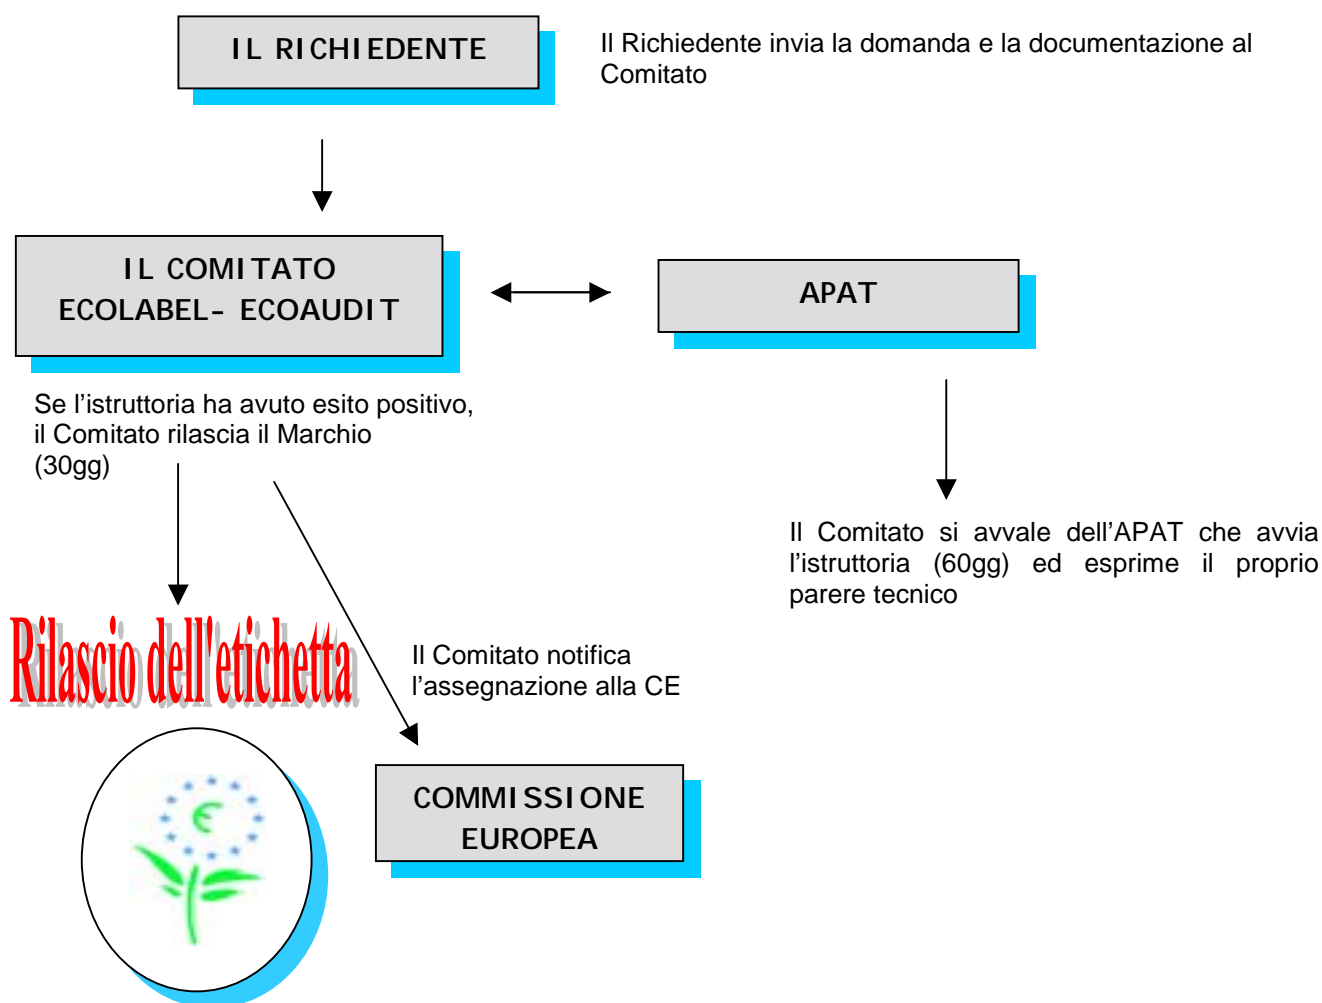 IL RICHIEDENTE
Il Richiedente invia la domanda e la documentazione al
Comitato
IL COMITATO
ECOLABEL- ECOAUDIT
APAT
Se l’istruttoria ha avuto esito positivo,
il Comitato rilascia il Marchio
(30gg)
Il Comitato si avvale dell’APAT che avvia
l’istruttoria (60gg) ed esprime il proprio
parere tecnico
Rilascio dell'etichetta
Il Comitato notifica
l’assegnazione alla CE
COMMISSIONE
EUROPEA